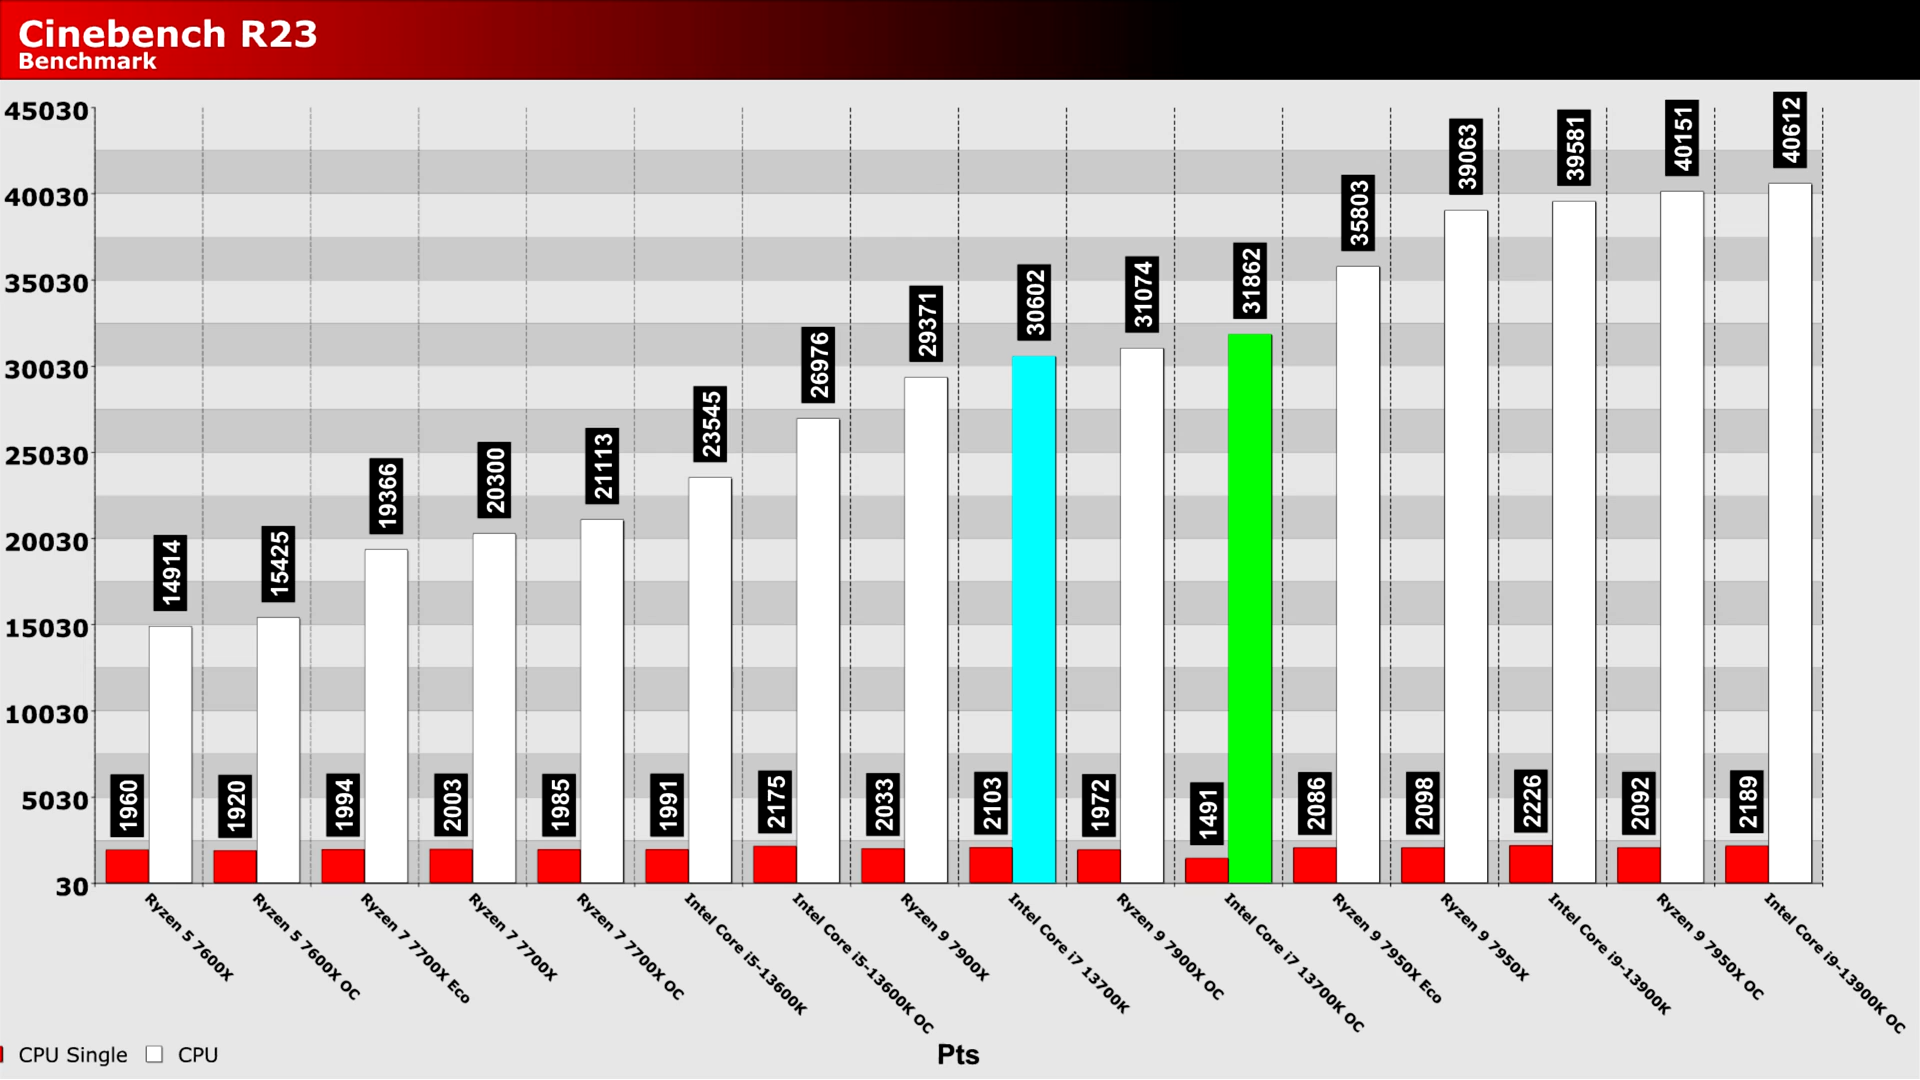 Cinebench R23
Benchmark
45030
40030
35030
30030
25030
20030
15030
10030
5030
30
1960
14914
1920
15425
1994
19366
2003
20300
1985
21113
1991
23545
2175
26976
2033
29371
2103
30602
1972
31074
1491
31862
2086
35803
2098
39063
2226
39581
2092
40151
2189
40612
Ryzen 5 7600X
Ryzen 5 7600X OC
Ryzen 7 7700X Eco
Ryzen 7 7700X
Ryzen 7 7700X OC
Intel Core i5-13600K
Intel Core i5-13600K OC
Ryzen 9 7900X
Intel Core i7 13700K
Ryzen 9 7900X OC
Intel Core i7 13700K OC
Ryzen 9 7950X Eco
Ryzen 9 7950X
Intel Core i9-13900K
Ryzen 9 7950X OC
Intel Core i9-13900K OC
CPU Single CPU
Pts